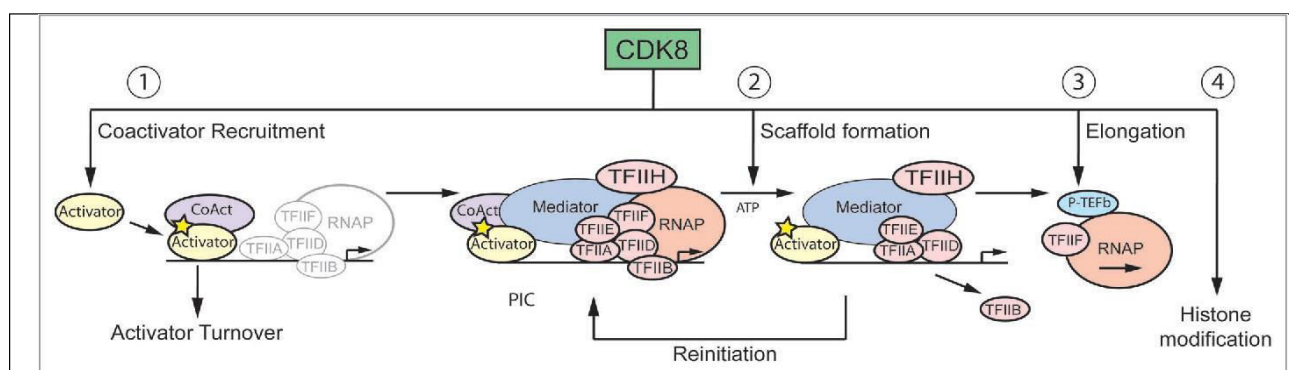 CDK8
1
2
3
4
Coactivator Recruitment
Scaffold formation
Elongation
Activator
CoAct
Activator
TFIIA
TFIIF
TFIID
TFIIB
RNAP
Activator Turnover
CoAct
Activator
Mediator
TFIIH
TFIIE
TFIIF
TFIIA
TFIID
TFIIB
RNAP
PIC
ATP
Mediator
TFIIH
Activator
TFIIE
TFIIA
TFIID
TFIIB
Reinitiation
P-TEFb
TFIIF
RNAP
Histone
modification